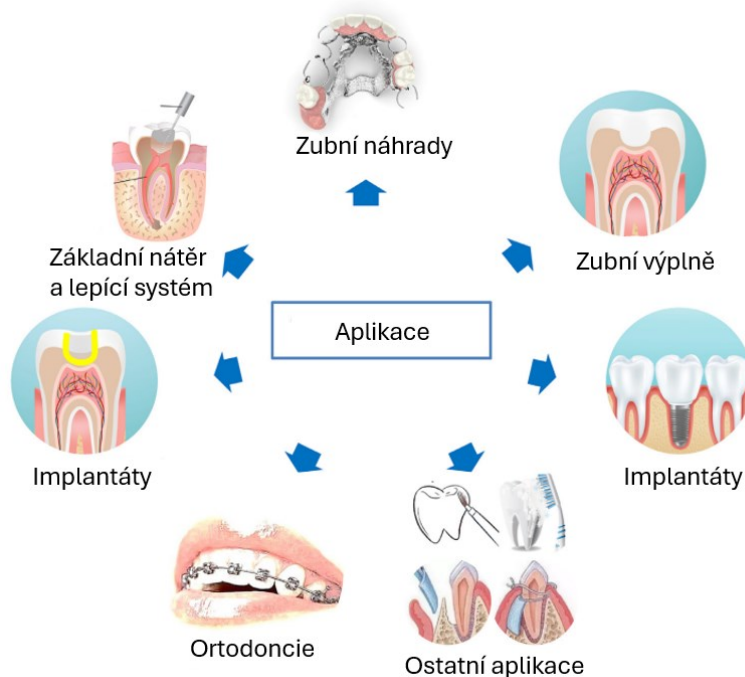 Zubní náhrady
Základní nátěr
a lepící systém
Zubní výplně
Aplikace
Implantáty
Implantáty
Ortodoncie
Ostatní aplikace